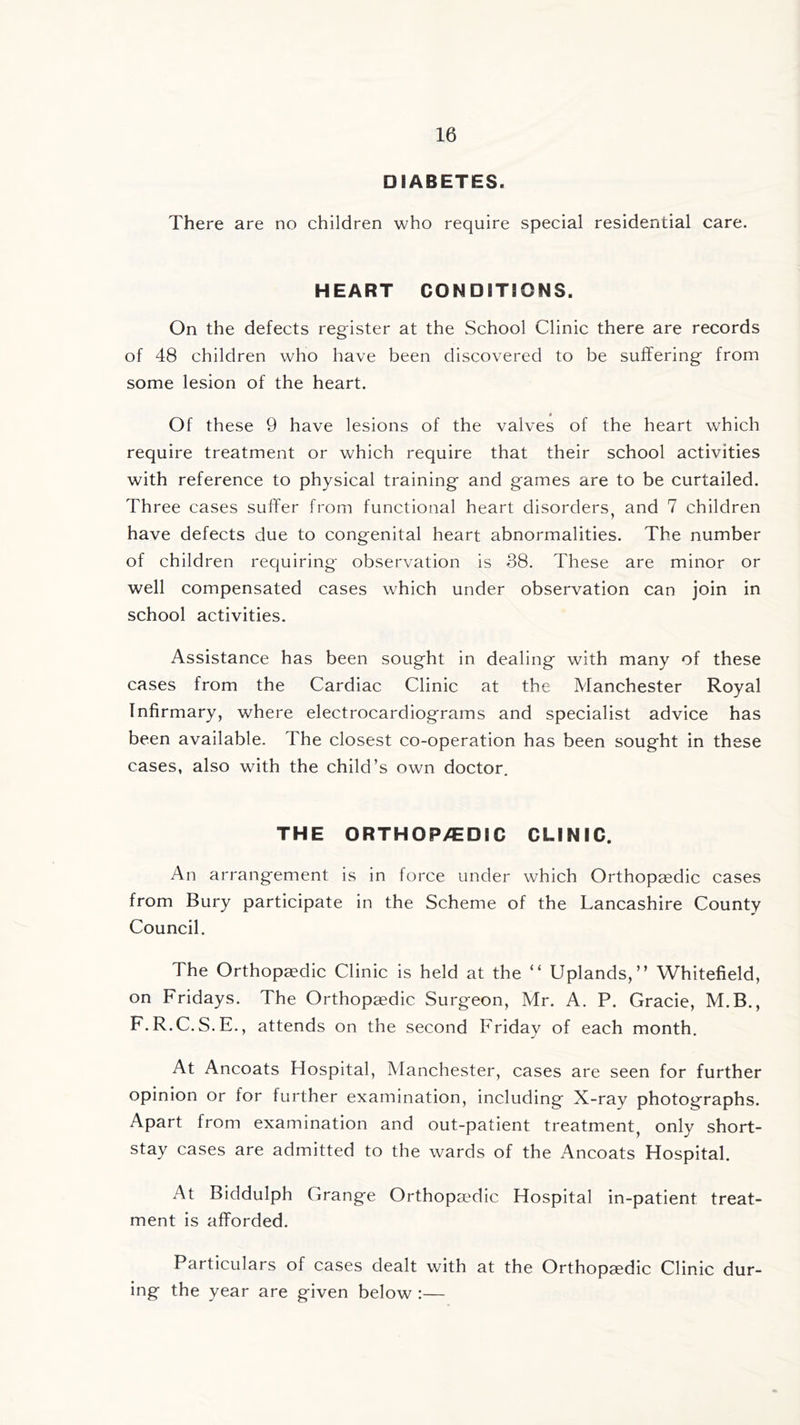 16
DIABETES.
There are no children who require special residential care.
HEART CONDITIONS.
On the defects register at the School Clinic there are records
of 48 children who have been discovered to be suffering from
some lesion of the heart.
Of these 9 have lesions of the valves of the heart which
require treatment or which require that their school activities
with reference to physical training and games are to be curtailed.
Three cases suffer from functional heart disorders, and 7 children
have defects due to congenital heart abnormalities. The number
of children requiring observation is 38. These are minor or
well compensated cases which under observation can join in
school activities.
Assistance has been sought in dealing with many of these
cases from the Cardiac Clinic at the Manchester Royal
Infirmary, where electrocardiograms and specialist advice has
been available. The closest co-operation has been sought in these
cases, also with the child's own doctor.
THE ORTHOPÆDIC CLINIC.
An arrangement is in force under which Orthopædic cases
from Bury participate in the Scheme of the Lancashire County
Council.
The Orthopædic Clinic is held at the “ Uplands,” Whitefield,
on Fridays. The Orthopædic Surgeon, Mr. A. P. Gracie, M.B.,
F.R.C.S.E., attends on the second Friday of each month.
At Ancoats Hospital, Manchester, cases are seen for further
opinion or for further examination, including X-ray photographs.
Apart from examination and out-patient treatment, only short-
stay cases are admitted to the wards of the Ancoats Hospital.
At Biddulph Grange Orthopædic Hospital in-patient treat-
ment is afforded.
Particulars of cases dealt with at the Orthopædic Clinic dur-
ing the year are given below :—